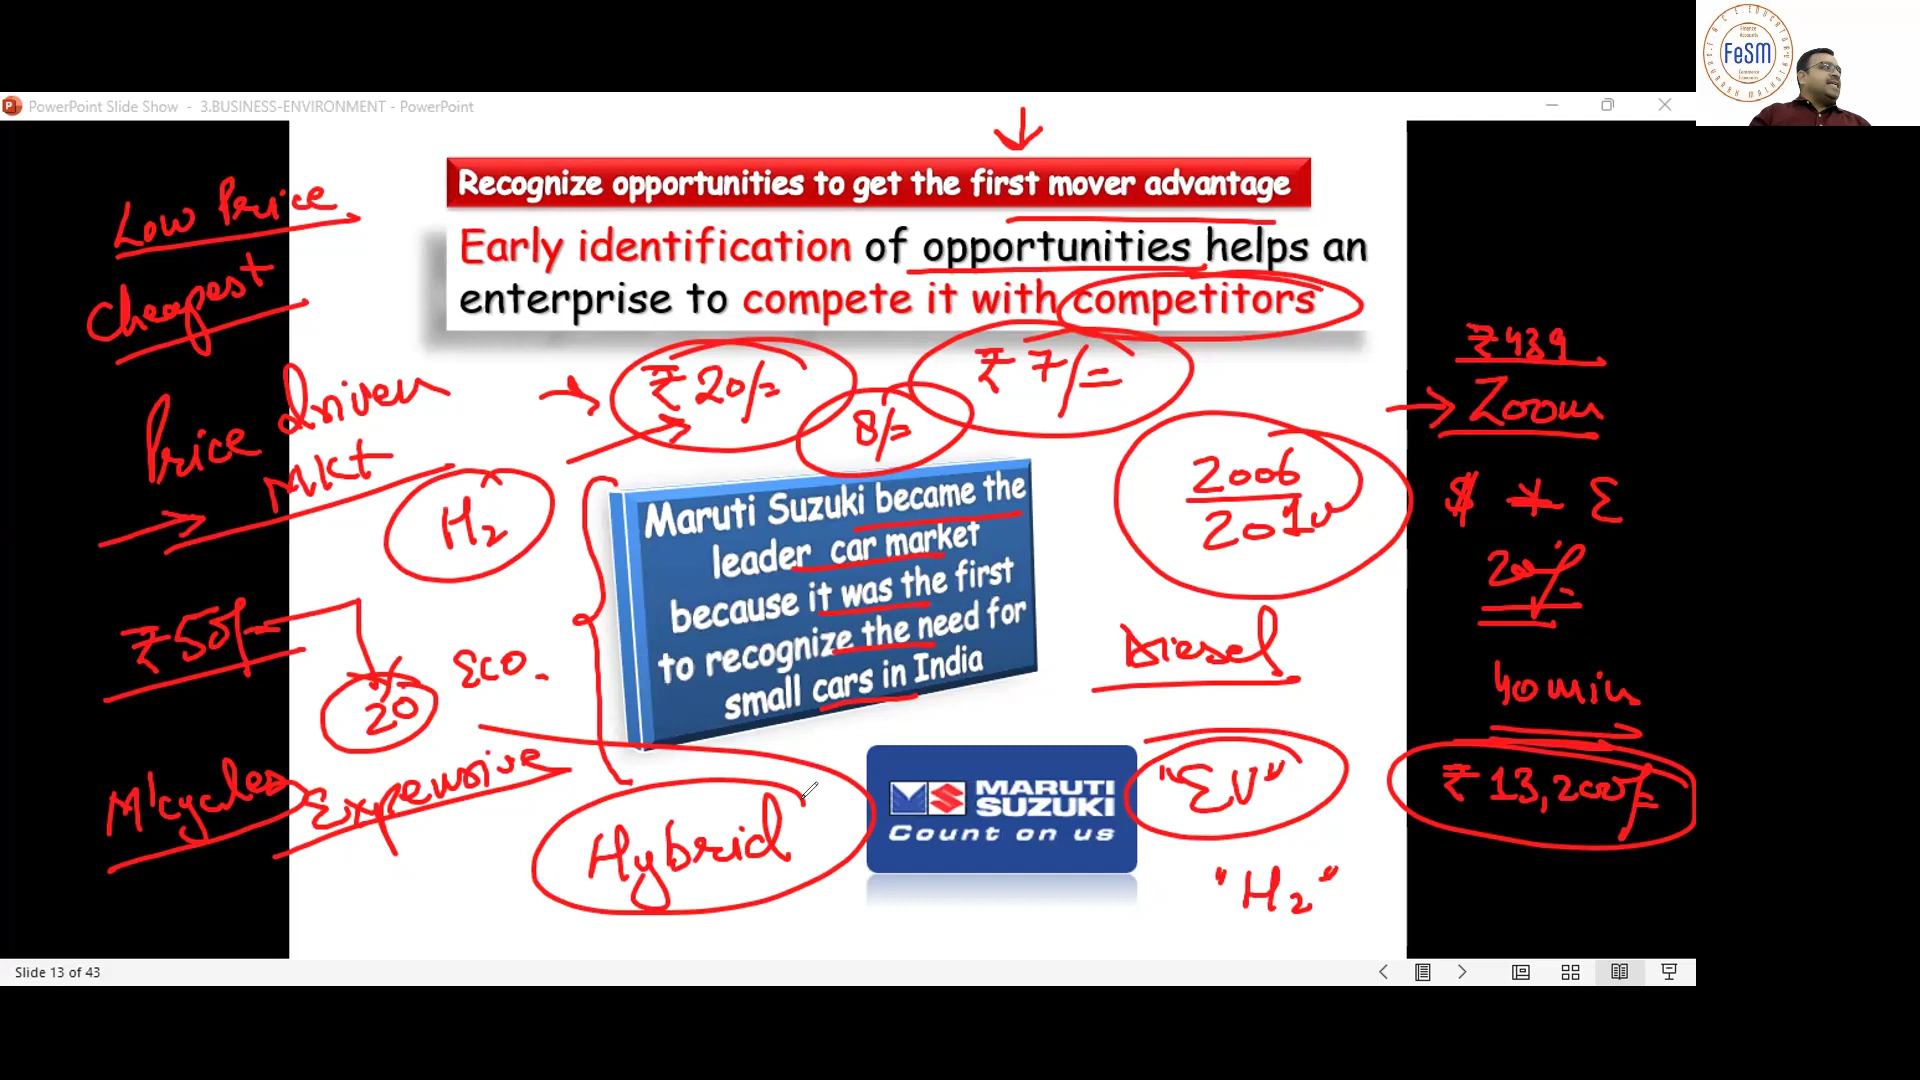 PowerPoint Slide Show - 3.BUSINESS-ENVIRONMENT - PowerPoint
FeSM
Finance
Accounts
Commerce
Economics
Recognize opportunities to get the first mover advantage
Early identification of opportunities helps an
enterprise to compete it with competitors
Low Price
Cheapest
Price driven
MKt
H2
₹50/-
20
Eco.
M'cycles
Expensive
₹20/=
8/=
₹7/=
Maruti Suzuki became the
leader car market
because it was the first
to recognize the need for
small cars in India
Hybrid
MARUTI
SUZUKI
Count on us
2006
2010
Diesel
"EV"
"H2"
₹439
Zoom
$ * £
40 min
₹13,200/=
Slide 13 of 43